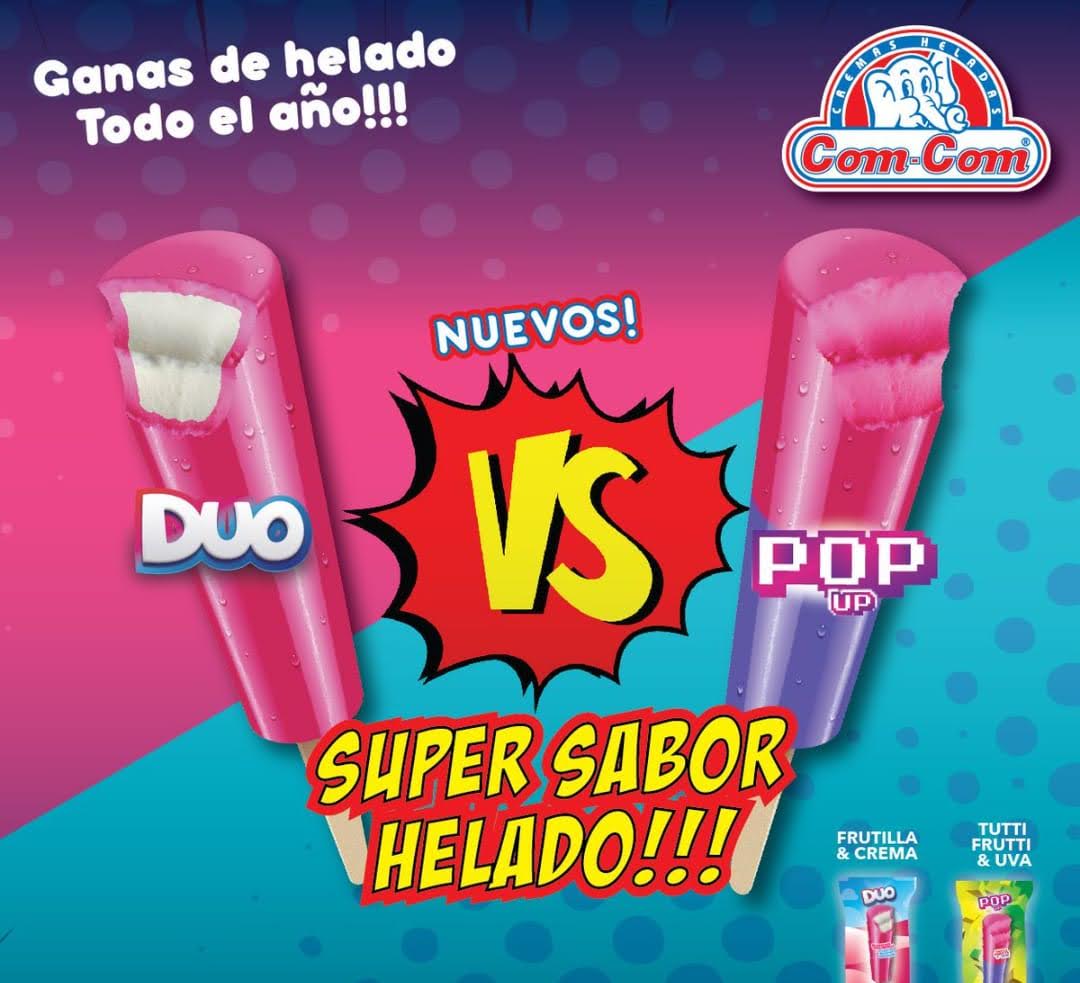 Ganas de helado
Todo el año!!!
CREMAS HELADAS
Com-Com®
NUEVOS!
VS
DUO
POP
UP
SUPER SABOR
HELADO!!!
FRUTILLA
& CREMA
TUTTI
FRUTTI
& UVA
DUO
POP